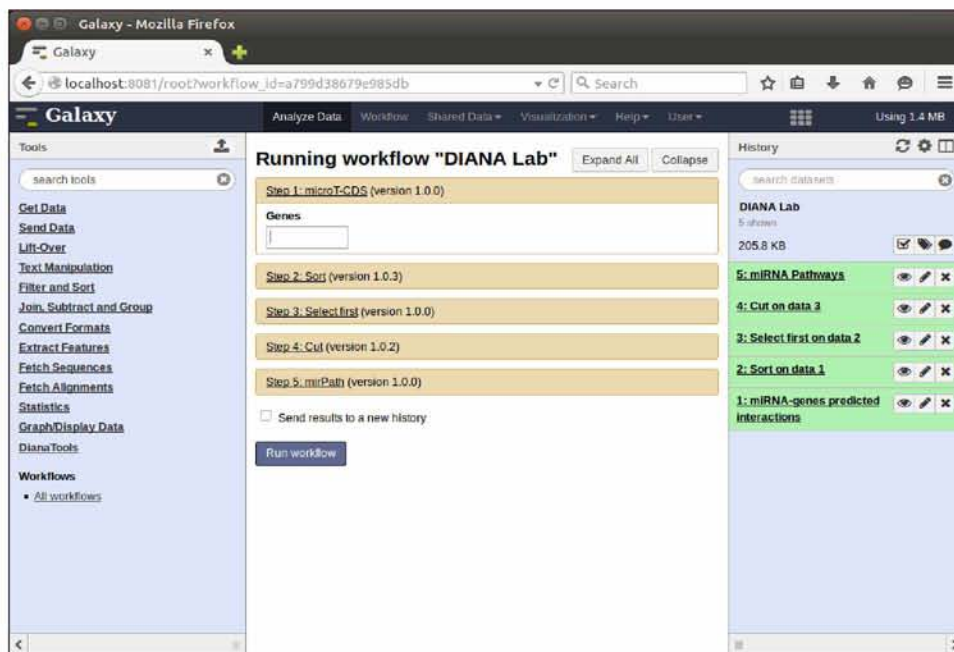 Galaxy - Mozilla Firefox
Galaxy
localhost:8081/root?workflow_id=a799d38679e985db
Search
Galaxy
Analyze Data Workflow Shared Data Visualization Help User
Using 1.4 MB
Tools
search tools
Get Data
Send Data
Lift-Over
Text Manipulation
Filter and Sort
Join, Subtract and Group
Convert Formats
Extract Features
Fetch Sequences
Fetch Alignments
Statistics
Graph/Display Data
DianaTools
Workflows
All workflows
Running workflow "DIANA Lab"
Expand All
Collapse
Step 1: microT-CDS (version 1.0.0)
Genes
Step 2: Sort (version 1.0.3)
Step 3: Select first (version 1.0.0)
Step 4: Cut (version 1.0.2)
Step 5: mirPath (version 1.0.0)
Send results to a new history
Run workflow
History
search datasets
DIANA Lab
5 shown
205.8 KB
5: miRNA Pathways
4: Cut on data 3
3: Select first on data 2
2: Sort on data 1
1: miRNA-genes predicted
interactions